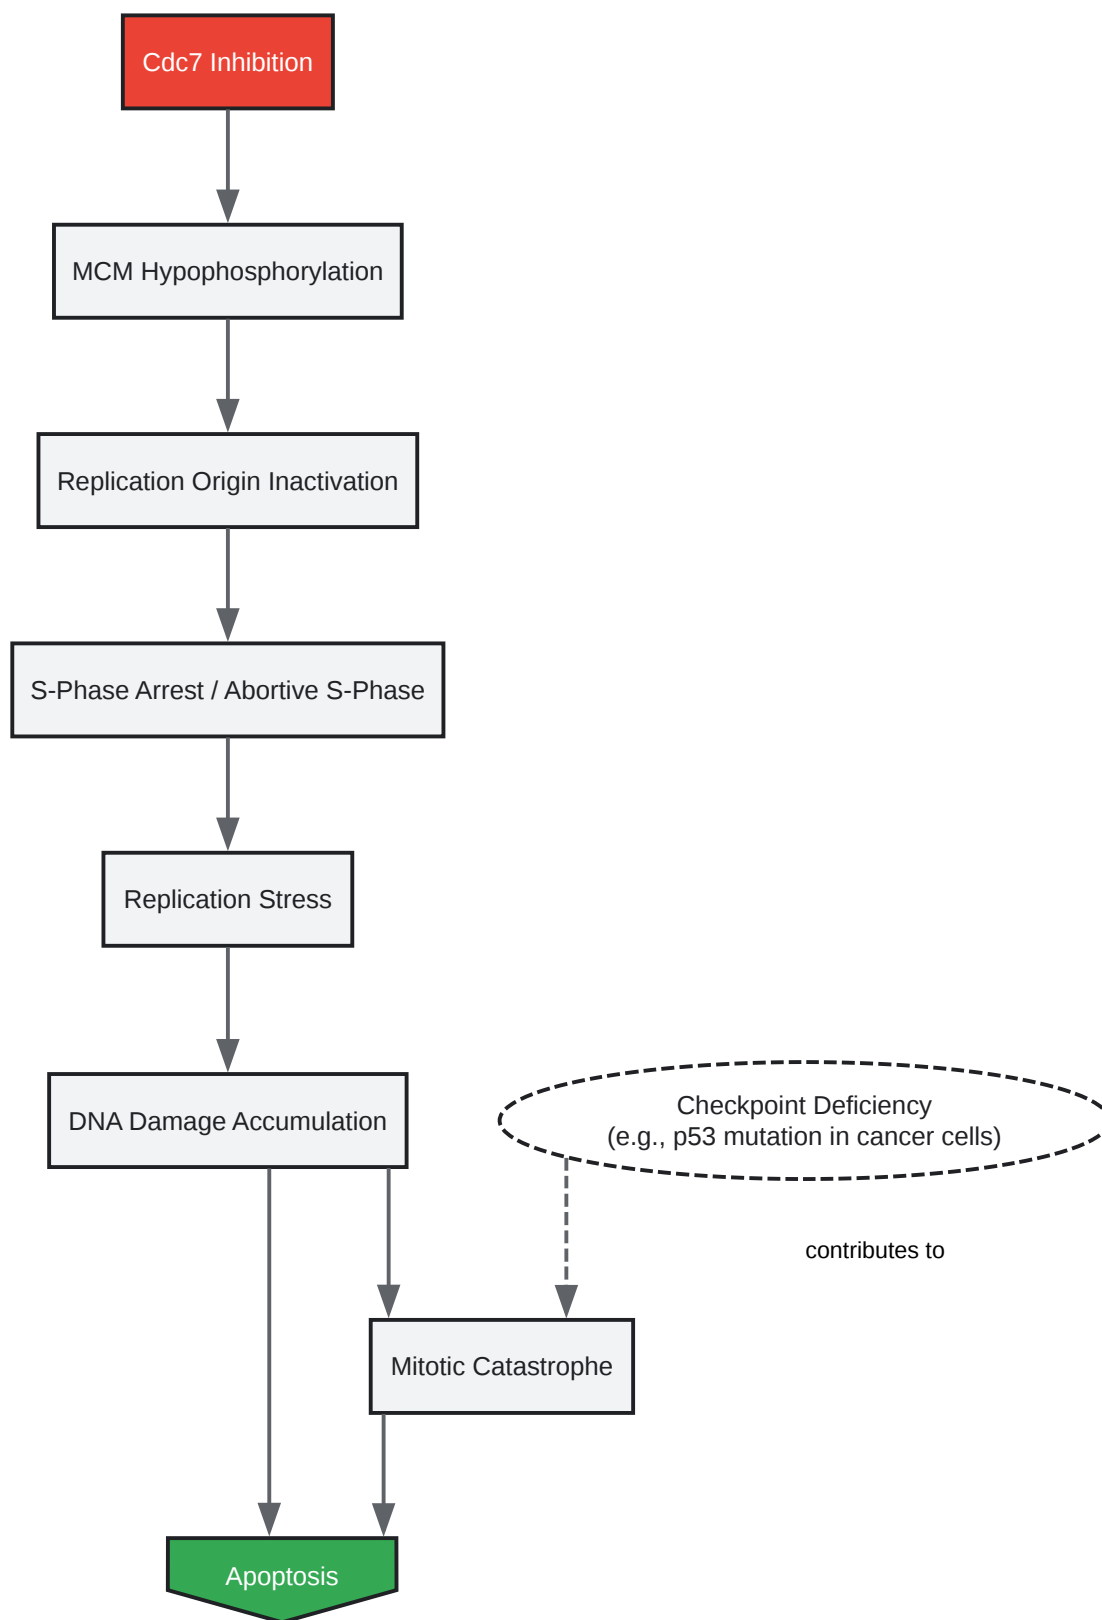 Cdc7 Inhibition
MCM Hypophosphorylation
Replication Origin Inactivation
S-Phase Arrest / Abortive S-Phase
Replication Stress
DNA Damage Accumulation
Checkpoint Deficiency
(e.g., p53 mutation in cancer cells)
contributes to
Mitotic Catastrophe
Apoptosis